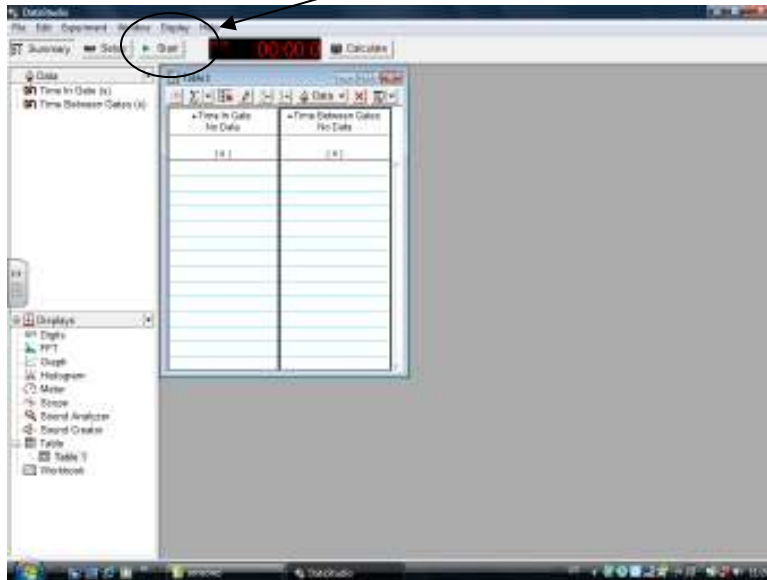 DataStudio
File Edit Experiment Window Display Help
Summary Setup Start 00:00.0 Calculate
Data
Time In Gate (s)
Time Between Gates (s)
Table 1
Data
Time In Gate
No Data
Time Between Gates
No Data
Displays
Digits
FFT
Graph
Histogram
Meter
Scope
Sound Analyzer
Sound Creator
Table
Table 1
Workbook
DataStudio